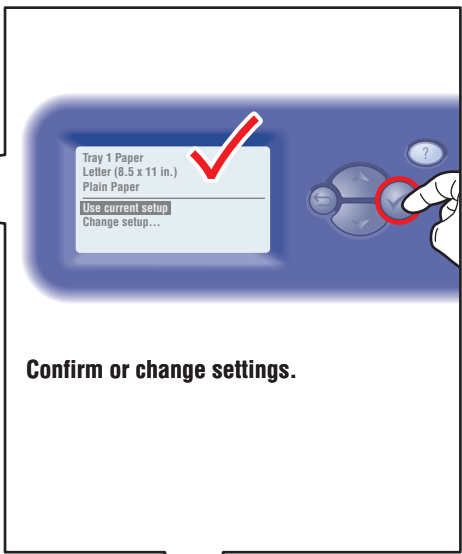 Tray 1 Paper
Letter (8.5 x 11 in.)
Plain Paper
Use current setup
Change setup...
?
Confirm or change settings.